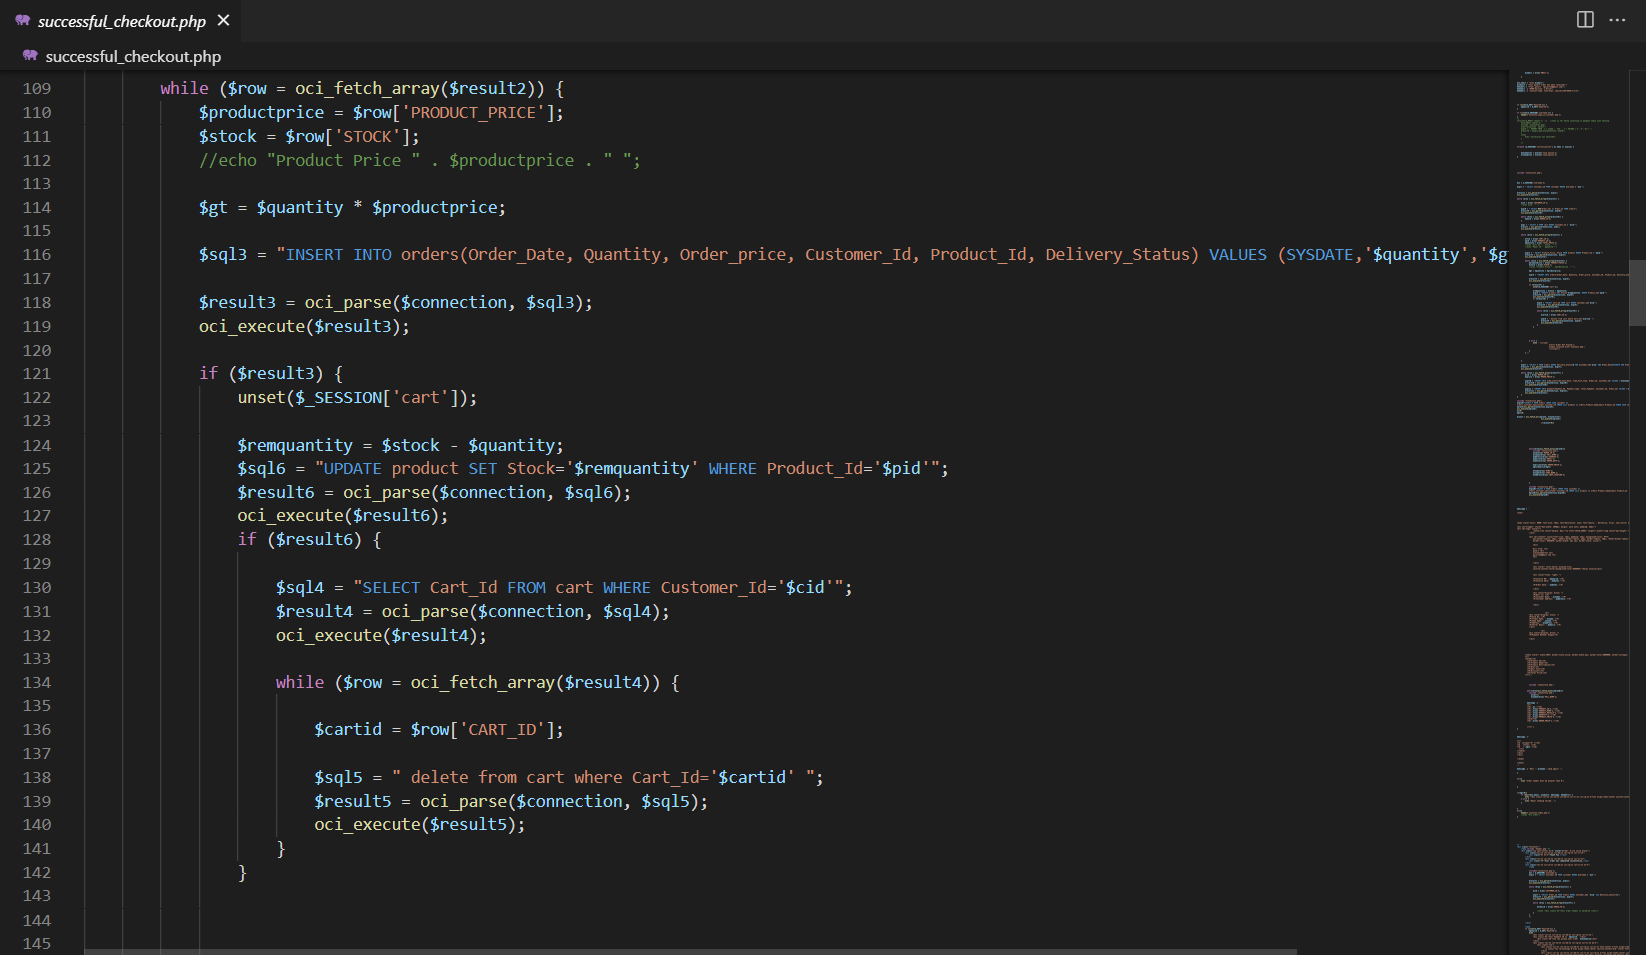 successful_checkout.php
successful_checkout.php
109 while ($row = oci_fetch_array($result2)) {
110 $productprice = $row['PRODUCT_PRICE'];
111 $stock = $row['STOCK'];
112 //echo "Product Price " . $productprice . " ";
113
114 $gt = $quantity * $productprice;
115
116 $sql3 = "INSERT INTO orders(Order_Date, Quantity, Order_price, Customer_Id, Product_Id, Delivery_Status) VALUES (SYSDATE,'$quantity','$g
117
118 $result3 = oci_parse($connection, $sql3);
119 oci_execute($result3);
120
121 if ($result3) {
122 unset($_SESSION['cart']);
123
124 $remquantity = $stock - $quantity;
125 $sql6 = "UPDATE product SET Stock='$remquantity' WHERE Product_Id='$pid'";
126 $result6 = oci_parse($connection, $sql6);
127 oci_execute($result6);
128 if ($result6) {
129
130 $sql4 = "SELECT Cart_Id FROM cart WHERE Customer_Id='$cid'";
131 $result4 = oci_parse($connection, $sql4);
132 oci_execute($result4);
133
134 while ($row = oci_fetch_array($result4)) {
135
136 $cartid = $row['CART_ID'];
137
138 $sql5 = " delete from cart where Cart_Id='$cartid' ";
139 $result5 = oci_parse($connection, $sql5);
140 oci_execute($result5);
141 }
142 }
143
144
145